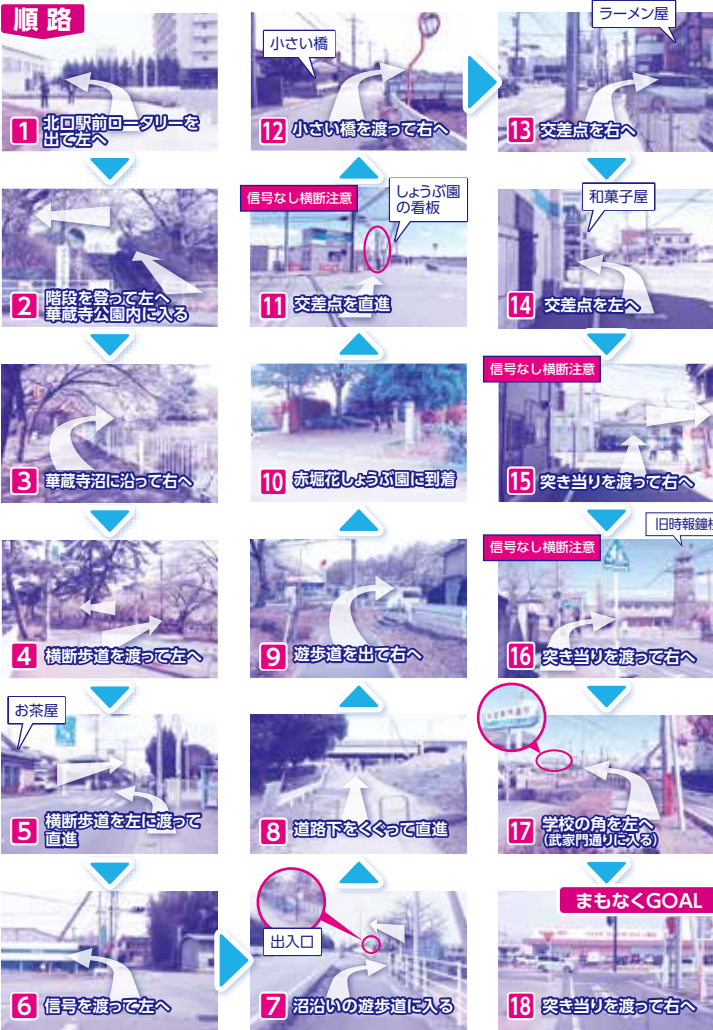 順路
1 北口駅前ロータリーを
出て左へ
2 階段を登って左へ
華蔵寺公園内に入る
3 華蔵寺沼に沿って右へ
4 横断歩道を渡って左へ
お茶屋
5 横断歩道を左に渡って
直進
6 信号を渡って左へ
出入口
7 沼沿いの遊歩道に入る
8 道路下をくぐって直進
9 遊歩道を出て右へ
10 赤堀花しょうぶ園に到着
信号なし横断注意
しょうぶ園
の看板
11 交差点を直進
小さい橋
12 小さい橋を渡って右へ
ラーメン屋
13 交差点を右へ
和菓子屋
14 交差点を左へ
信号なし横断注意
15 突き当りを渡って右へ
信号なし横断注意
旧時報鐘楼
16 突き当りを渡って右へ
17 学校の角を左へ
(武家門通りに入る)
まもなくGOAL
18 突き当りを渡って右へ